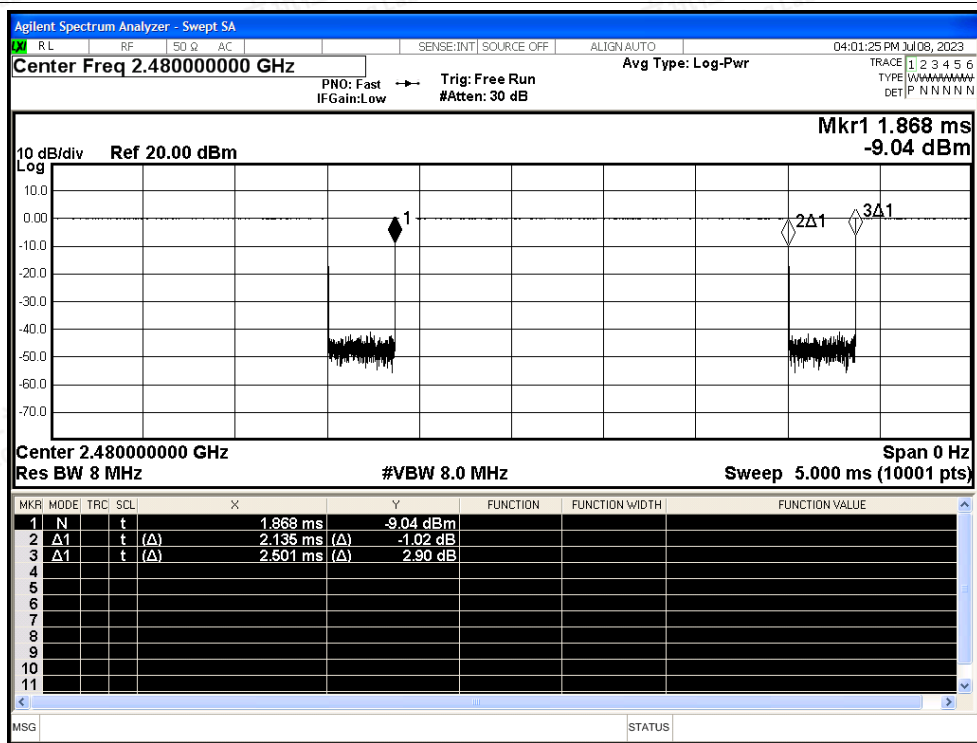 Agilent Spectrum Analyzer - Swept SA
LXI RL RF 50 Ω AC SENSE:INT SOURCE OFF ALIGN AUTO 04:01:25 PM Jul 08, 2023
Center Freq 2.480000000 GHz Avg Type: Log-Pwr TRACE 1 2 3 4 5 6
PNO: Fast Trig: Free Run TYPE WWWWWW
IFGain:Low #Atten: 30 dB DET P N N N N N
Mkr1 1.868 ms
10 dB/div Ref 20.00 dBm -9.04 dBm
Log
10.0
0.00 1 2Δ1 3Δ1
-10.0
-20.0
-30.0
-40.0
-50.0
-60.0
-70.0
Center 2.480000000 GHz Span 0 Hz
Res BW 8 MHz #VBW 8.0 MHz Sweep 5.000 ms (10001 pts)
MKR MODE TRC SCL X Y FUNCTION FUNCTION WIDTH FUNCTION VALUE
1 N t 1.868 ms -9.04 dBm
2 Δ1 t (Δ) 2.135 ms (Δ) -1.02 dB
3 Δ1 t (Δ) 2.501 ms (Δ) 2.90 dB
4
5
6
7
8
9
10
11
MSG STATUS